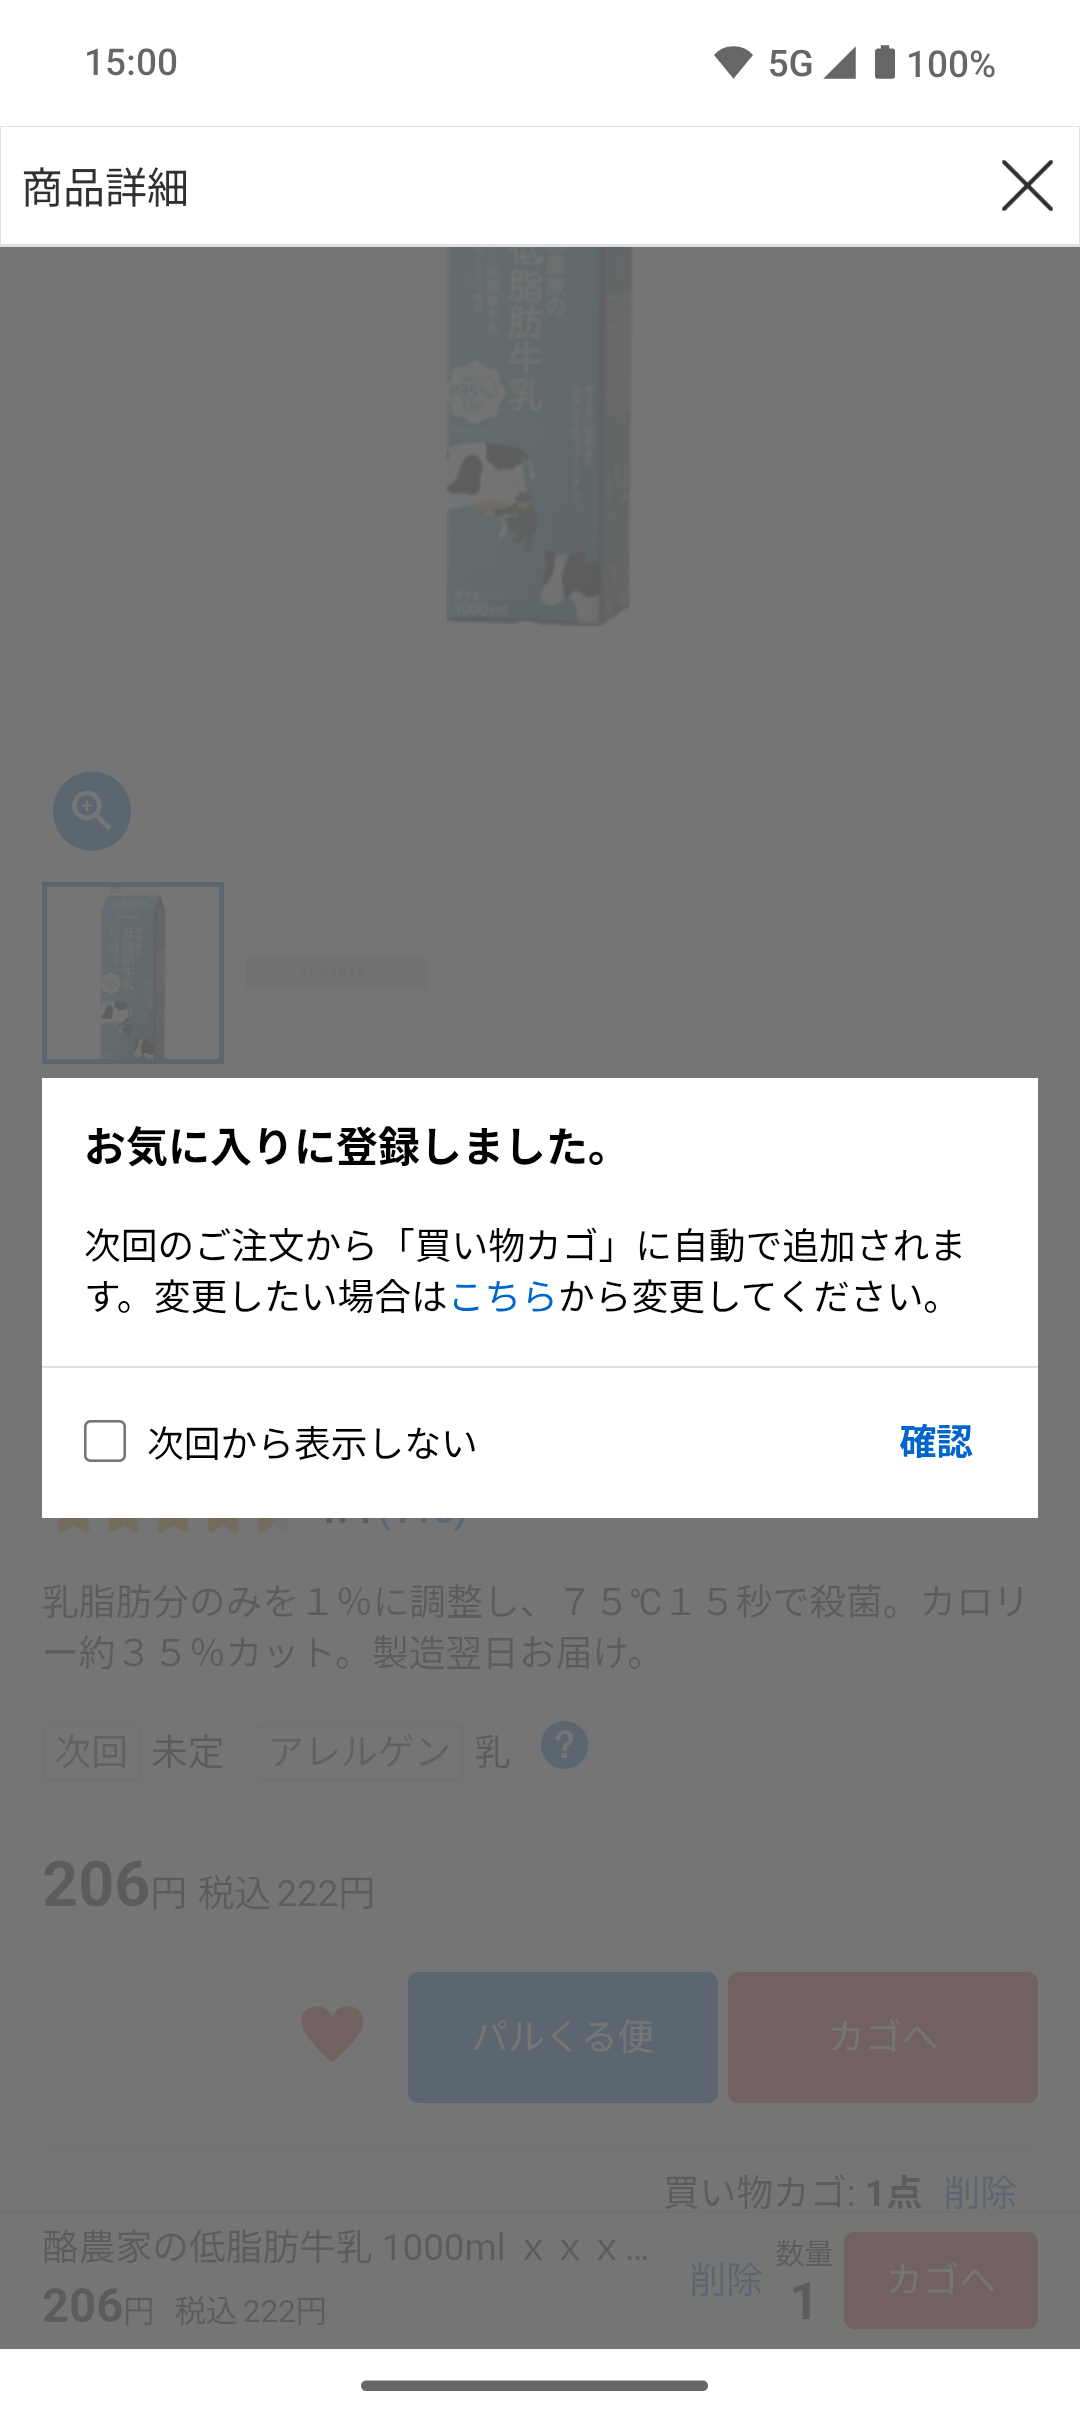 15:00
5G 100%
商品詳細
農家の
低脂肪牛乳
1000ml
低脂肪牛乳
お気に入りに登録しました。
次回のご注文から「買い物カゴ」に自動で追加されま
す。変更したい場合はこちらから変更してください。
次回から表示しない
確認
乳脂肪分のみを１％に調整し、７５℃１５秒で殺菌。カロリ
ー約３５％カット。製造翌日お届け。
次回 未定 アレルゲン 乳 ?
206円 税込 222円
パルくる便
カゴへ
買い物カゴ: 1点 削除
酪農家の低脂肪牛乳 1000ml ｘｘｘ...
206円 税込 222円
削除
数量
1
カゴへ